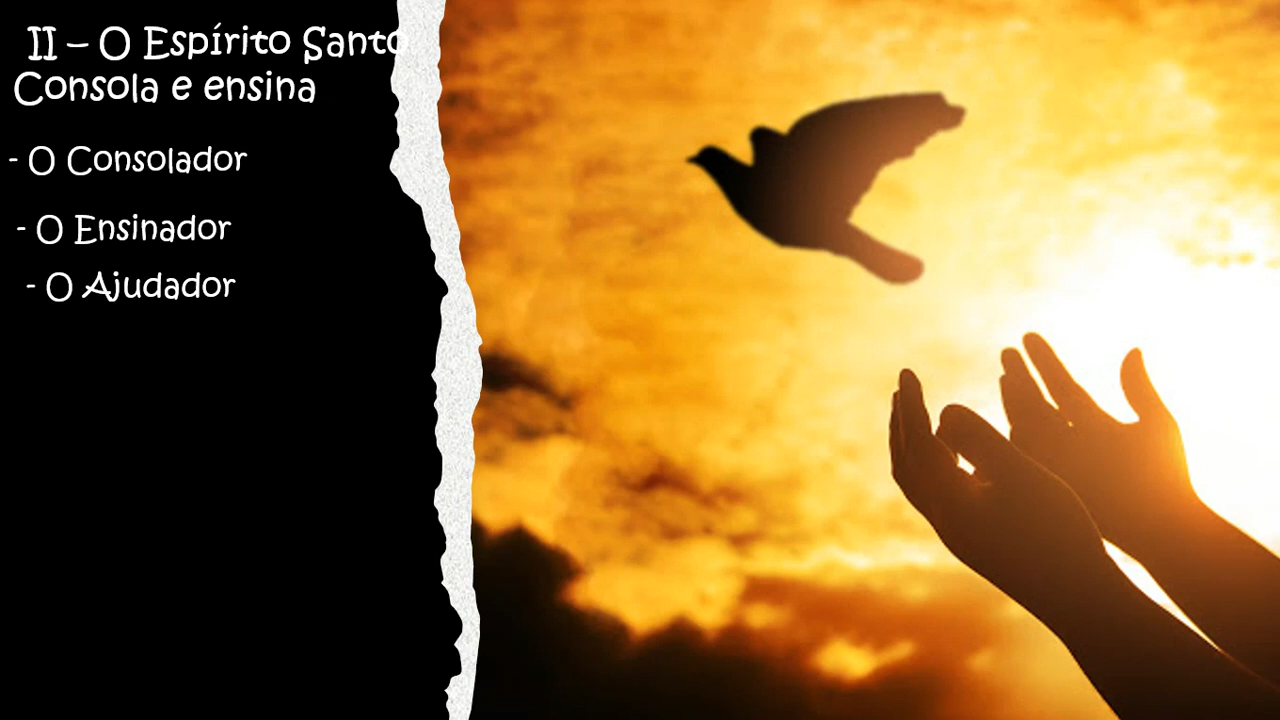 II – O Espírito Santo
Consola e ensina
- O Consolador
- O Ensinador
- O Ajudador